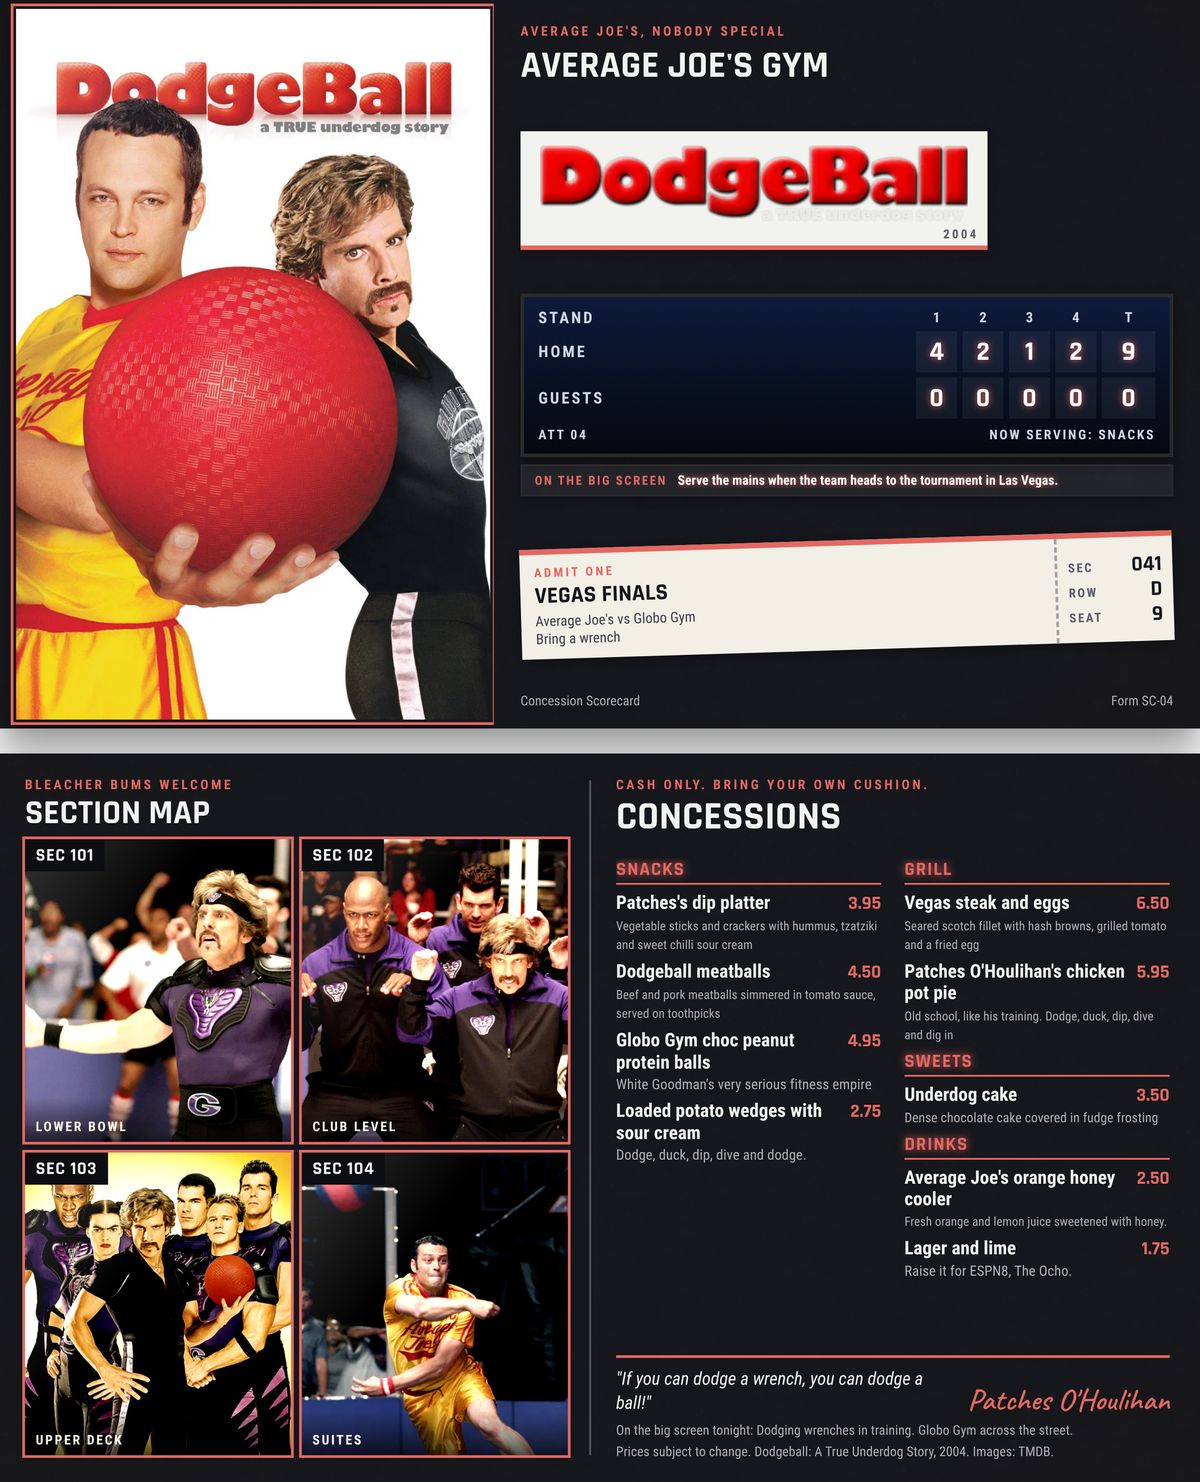 DodgeBall
a TRUE underdog story
AVERAGE JOE'S, NOBODY SPECIAL
AVERAGE JOE'S GYM
DodgeBall
a TRUE underdog story
2004
STAND 1 2 3 4 T
HOME 4 2 1 2 9
GUESTS 0 0 0 0 0
ATT 04 NOW SERVING: SNACKS
ON THE BIG SCREEN Serve the mains when the team heads to the tournament in Las Vegas.
ADMIT ONE
VEGAS FINALS
Average Joe's vs Globo Gym
Bring a wrench
SEC 041
ROW D
SEAT 9
Concession Scorecard Form SC-04
BLEACHER BUMS WELCOME
SECTION MAP
SEC 101
LOWER BOWL
SEC 102
CLUB LEVEL
SEC 103
UPPER DECK
SEC 104
Average
Joe's
SUITES
CASH ONLY. BRING YOUR OWN CUSHION.
CONCESSIONS
SNACKS
Patches's dip platter 3.95
Vegetable sticks and crackers with hummus, tzatziki
and sweet chilli sour cream
Dodgeball meatballs 4.50
Beef and pork meatballs simmered in tomato sauce,
served on toothpicks
Globo Gym choc peanut 4.95
protein balls
White Goodman's very serious fitness empire
Loaded potato wedges with 2.75
sour cream
Dodge, duck, dip, dive and dodge.
GRILL
Vegas steak and eggs 6.50
Seared scotch fillet with hash browns, grilled tomato
and a fried egg
Patches O'Houlihan's chicken 5.95
pot pie
Old school, like his training. Dodge, duck, dip, dive
and dig in
SWEETS
Underdog cake 3.50
Dense chocolate cake covered in fudge frosting
DRINKS
Average Joe's orange honey 2.50
cooler
Fresh orange and lemon juice sweetened with honey.
Lager and lime 1.75
Raise it for ESPN8, The Ocho.
"If you can dodge a wrench, you can dodge a
ball!"
Patches O'Houlihan
On the big screen tonight: Dodging wrenches in training. Globo Gym across the street.
Prices subject to change. Dodgeball: A True Underdog Story, 2004. Images: TMDB.